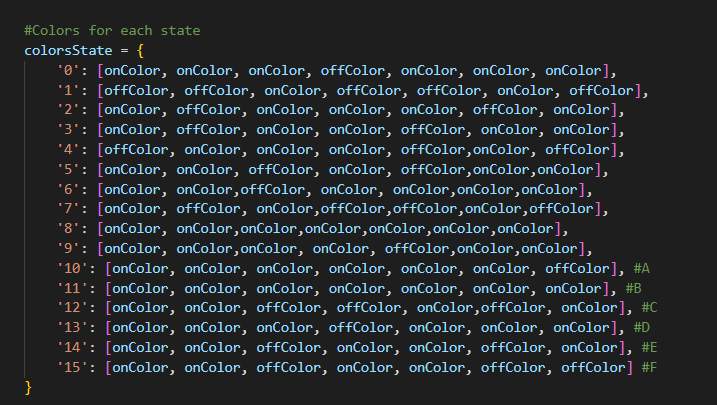 #Colors for each state
colorsState = {
    '0': [onColor, onColor, onColor, offColor, onColor, onColor, onColor],
    '1': [offColor, offColor, onColor, offColor, offColor, onColor, offColor],
    '2': [onColor, offColor, onColor, onColor, onColor, offColor, onColor],
    '3': [onColor, offColor, onColor, onColor, offColor, onColor, onColor],
    '4': [offColor, onColor, onColor, onColor, offColor,onColor, offColor],
    '5': [onColor, onColor, offColor, onColor, offColor,onColor,onColor],
    '6': [onColor, onColor,offColor, onColor, onColor,onColor,onColor],
    '7': [onColor, offColor, onColor,offColor,offColor,onColor,offColor],
    '8': [onColor, onColor,onColor,onColor,onColor,onColor,onColor],
    '9': [onColor, onColor,onColor, onColor, offColor,onColor,onColor],
    '10': [onColor, onColor, onColor, onColor, onColor, onColor, offColor], #A
    '11': [onColor, onColor, onColor, onColor, onColor, onColor, onColor], #B
    '12': [onColor, onColor, offColor, offColor, onColor,offColor, onColor], #C
    '13': [onColor, onColor, onColor, offColor, onColor, onColor, onColor], #D
    '14': [onColor, onColor, offColor, onColor, onColor, offColor, onColor], #E
    '15': [onColor, onColor, offColor, onColor, onColor, offColor, offColor] #F
}